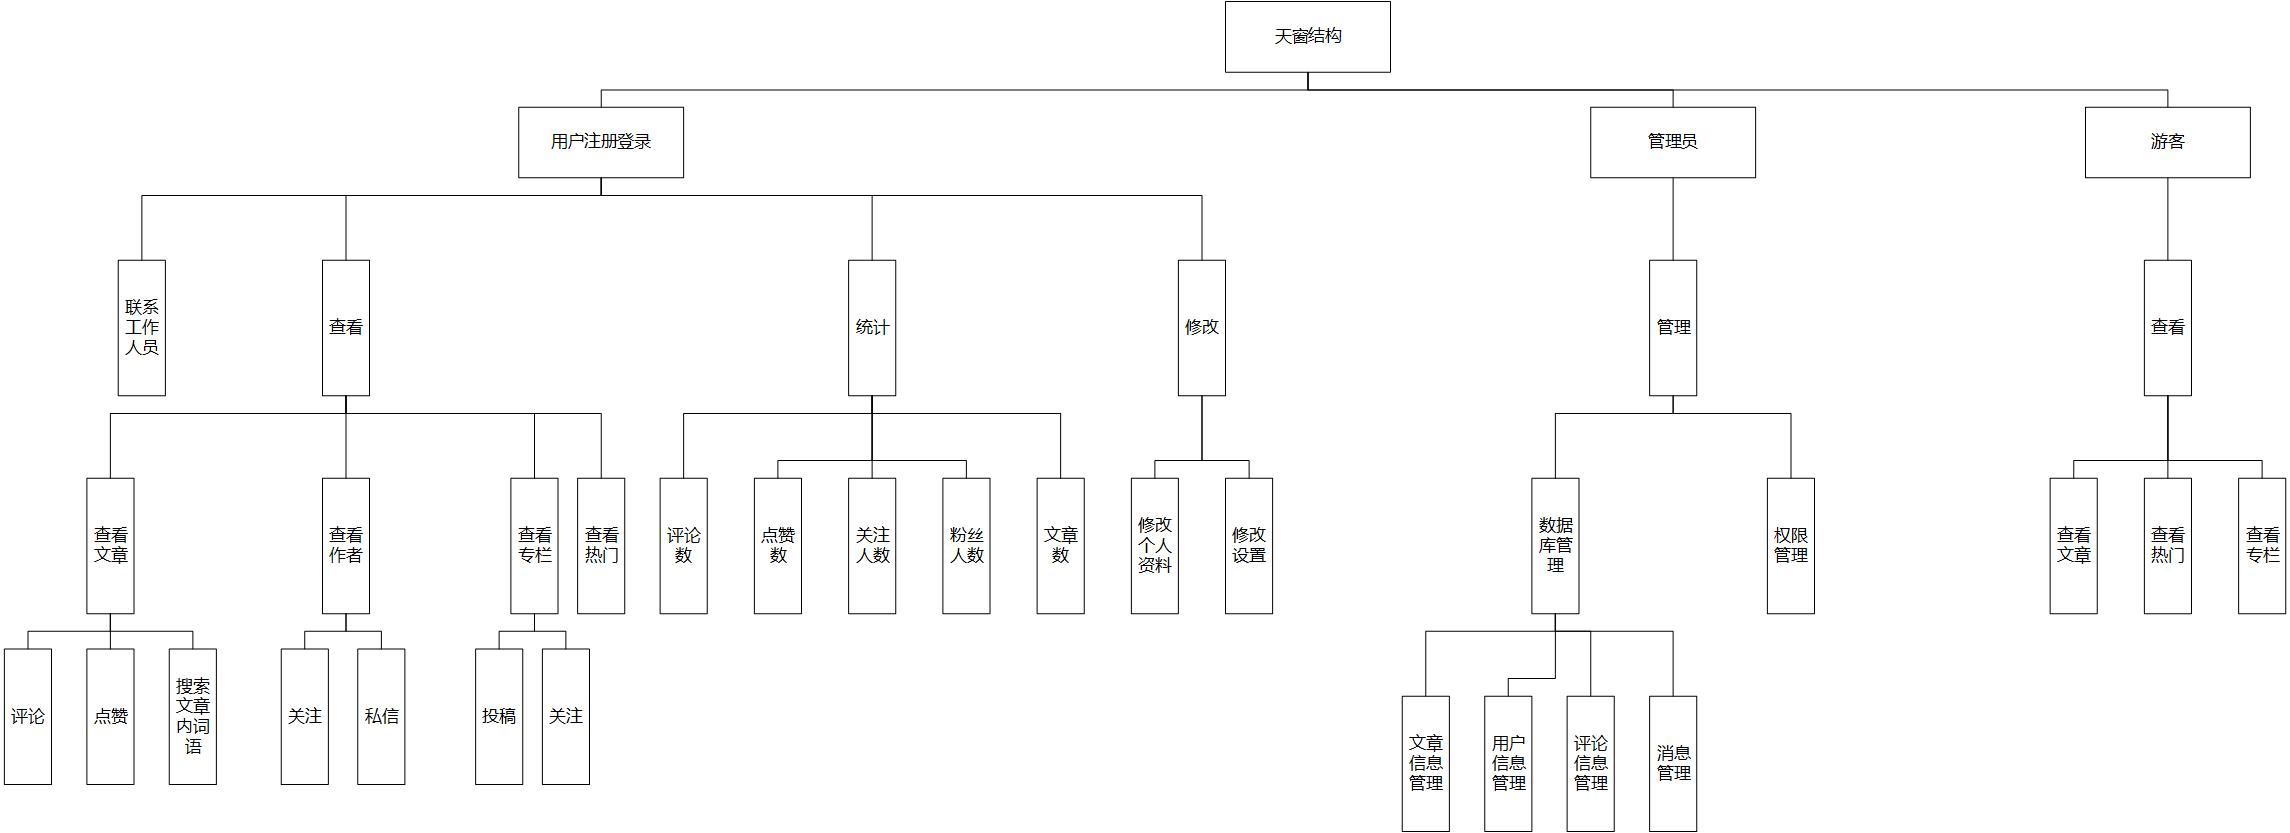 天窗结构
用户注册登录
管理员
游客
联系
工作
人员
查看
统计
修改
管理
查看
查看
文章
查看
作者
查看
专栏
查看
热门
评论
数
点赞
数
关注
人数
粉丝
人数
文章
数
修改
个人
资料
修改
设置
数据
库管
理
权限
管理
查看
文章
查看
热门
查看
专栏
评论
点赞
搜索
文章
内词
语
关注
私信
投稿
关注
文章
信息
管理
用户
信息
管理
评论
信息
管理
消息
管理